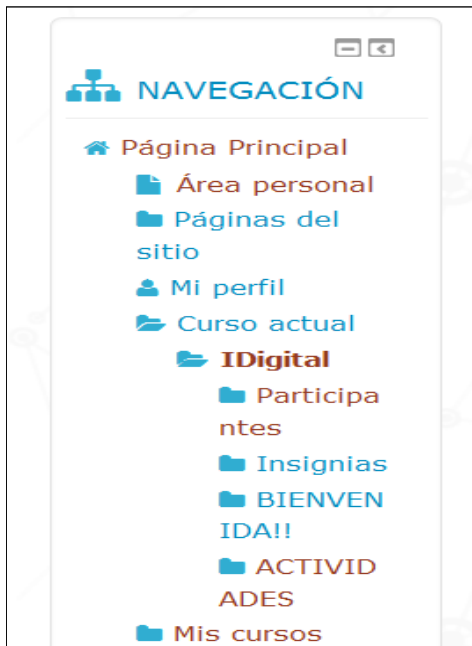 NAVEGACIÓN
Página Principal
Área personal
Páginas del
sitio
Mi perfil
Curso actual
IDigital
Participa
ntes
Insignias
BIENVEN
IDA!!
ACTIVID
ADES
Mis cursos